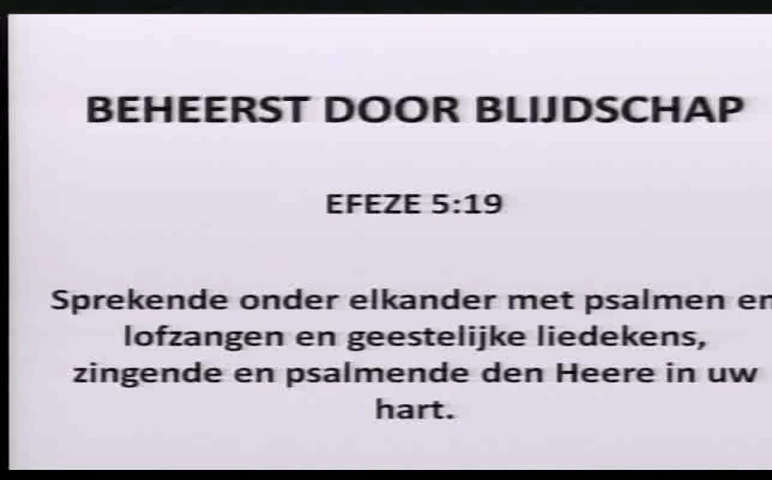 BEHEERST DOOR BLIJDSCHAP
EFEZE 5:19
Sprekende onder elkander met psalmen en
lofzangen en geestelijke liedekens,
zingende en psalmende den Heere in uw
hart.